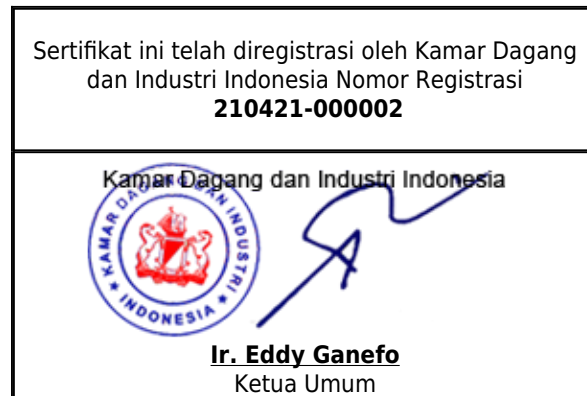 Sertifikat ini telah diregistrasi oleh Kamar Dagang
dan Industri Indonesia Nomor Registrasi
210421-000002
Kamar Dagang dan Industri Indonesia
KAMAR DAGANG DAN INDUSTRI
INDONESIA
Ir. Eddy Ganefo
Ketua Umum